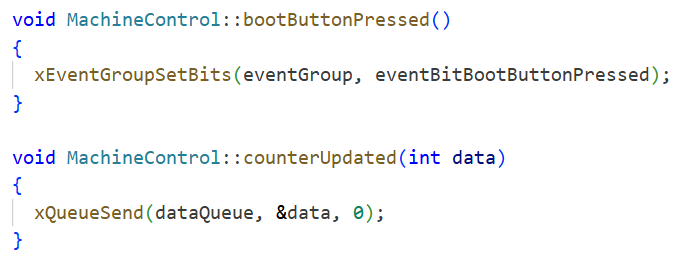 void MachineControl::bootButtonPressed()
{
  xEventGroupSetBits(eventGroup, eventBitBootButtonPressed);
}

void MachineControl::counterUpdated(int data)
{
  xQueueSend(dataQueue, &data, 0);
}